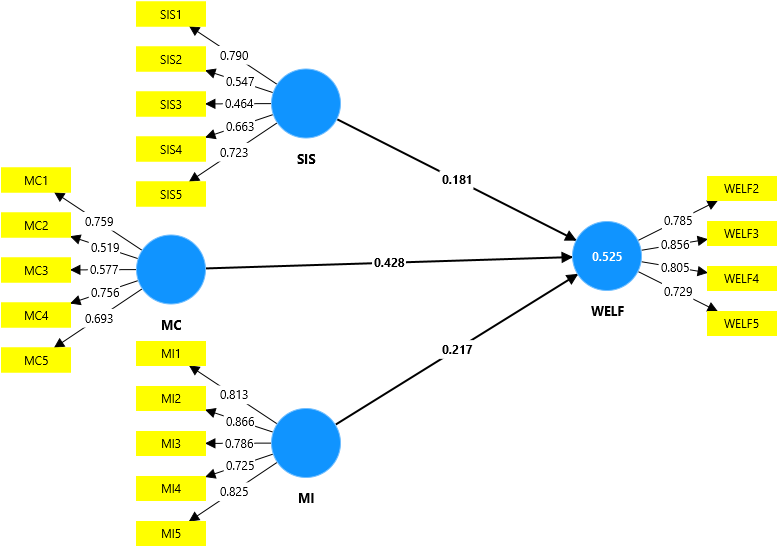 SIS1
SIS2
SIS3
SIS4
SIS5
0.790
0.547
0.464
0.663
0.723
SIS
0.181
MC1
MC2
MC3
MC4
MC5
0.759
0.519
0.577
0.756
0.693
MC
0.428
MI1
MI2
MI3
MI4
MI5
0.813
0.866
0.786
0.725
0.825
MI
0.217
0.525
WELF
0.785
0.856
0.805
0.729
WELF2
WELF3
WELF4
WELF5